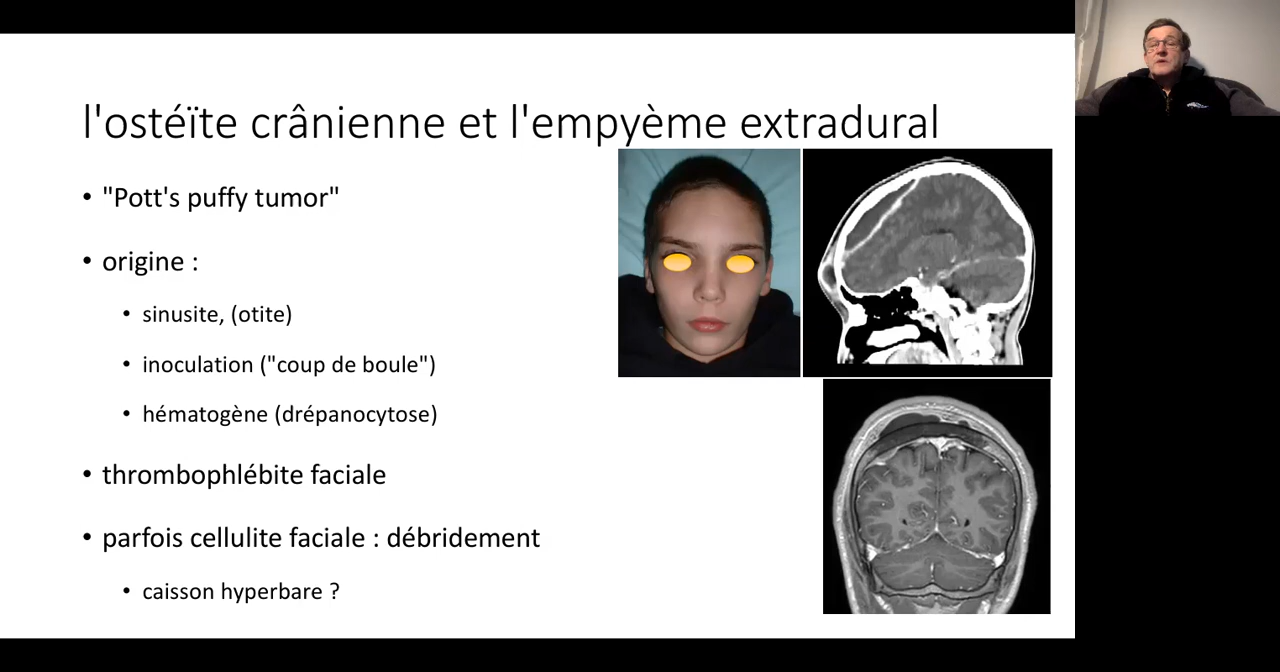 l'ostéïte crânienne et l'empyème extradural
• "Pott's puffy tumor"
• origine :
• sinusite, (otite)
• inoculation ("coup de boule")
• hématogène (drépanocytose)
• thrombophlébite faciale
• parfois cellulite faciale : débridement
• caisson hyperbare ?